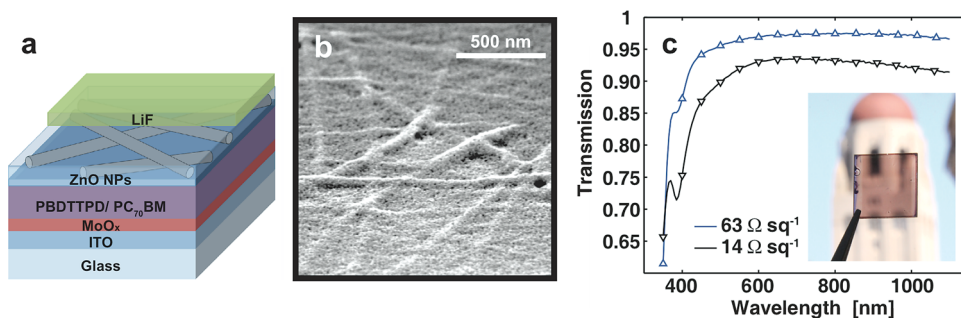 a
LiF
ZnO NPs
PBDTTPD/ PC70BM
MoOx
ITO
Glass
b
500 nm
c
Transmission
1
0.95
0.90
0.85
0.80
0.75
0.70
0.65
63 Ω sq-1
14 Ω sq-1
400
600
800
1000
Wavelength [nm]